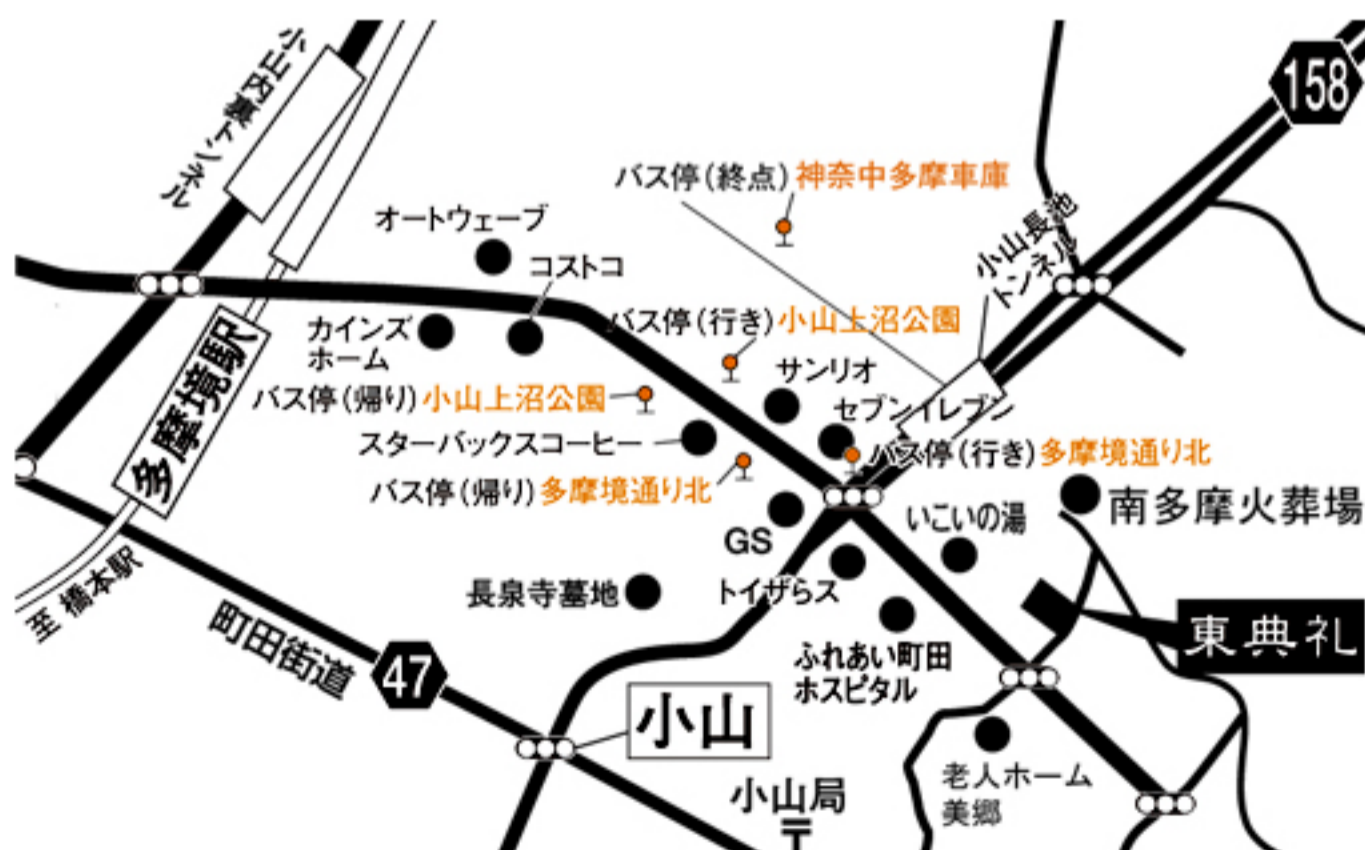 小山内裏トンネル
158
バス停(終点)神奈中多摩車庫
オートウェーブ
小山長池
トンネル
コストコ
バス停(行き)小山上沼公園
カインズ
ホーム
サンリオ
バス停(帰り)小山上沼公園
セブンイレブン
多摩境駅
スターバックスコーヒー
バス停(行き)多摩境通り北
バス停(帰り)多摩境通り北
南多摩火葬場
いこいの湯
GS
至 橋本駅
長泉寺墓地
トイザらス
町田街道
東典礼
47
ふれあい町田
ホスピタル
小山
老人ホーム
美郷
小山局
〒